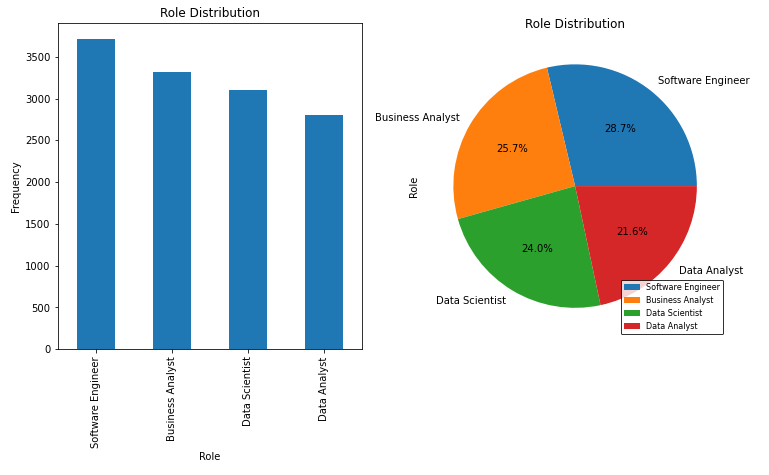 Role Distribution
Frequency
3500
3000
2500
2000
1500
1000
500
0
Software Engineer
Business Analyst
Data Scientist
Data Analyst
Role
Role Distribution
Role
Software Engineer
28.7%
Business Analyst
25.7%
Data Scientist
24.0%
Data Analyst
21.6%
Software Engineer
Business Analyst
Data Scientist
Data Analyst